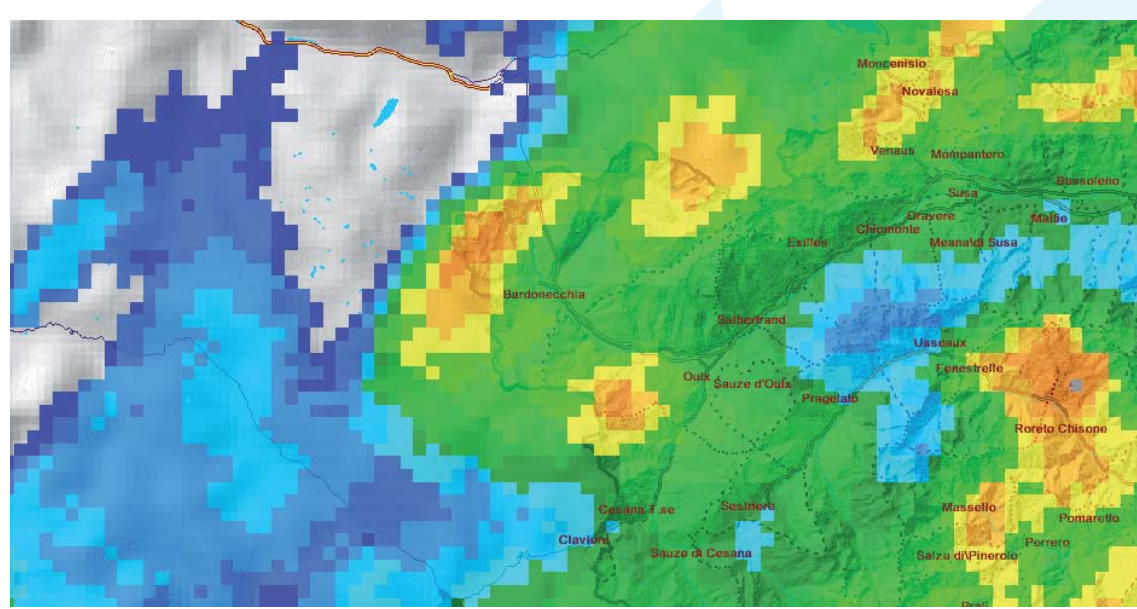 Moncenisio
Novalesa
Venaus
Mompantero
Bussoleno
Susa
Mattie
Gravere
Chiomonte
Meana\di Susa
Exilles
Bardonecchia
Salbertrand
Usseaux
Fenestrelle
Oulx
Sauze d'Oulx
Pragelato
Roreto Chisone
Cesana T.se
Sestriere
Massello
Pomaretto
Claviere
Sauze di Cesana
Perrero
Salza di\Pinerolo
Prali